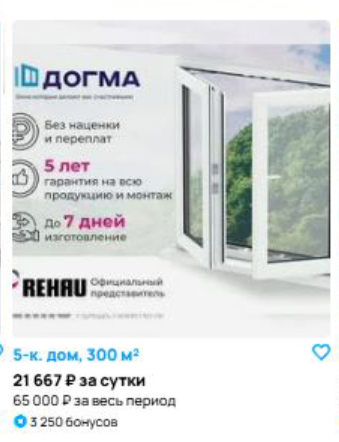 ДОГМА
Без наценки
и переплат
5 лет
гарантия на всю
продукцию и монтаж
до 7 дней
изготовление
REHAU Официальный
представитель
5-к. дом, 300 м²
21 667 ₽ за сутки
65 000 ₽ за весь период
3 250 бонусов